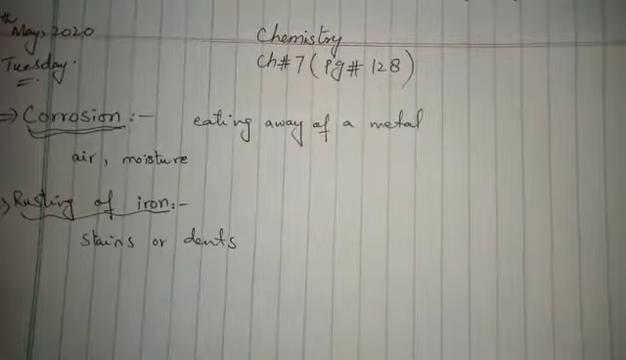 th
May, 2020
Chemistry
Tuesday.
Ch # 7 ( Pg # 128 )
⇒ Corrosion :- eating away of a metal
air, moisture
⇒ Rusting of iron :-
stains or dents